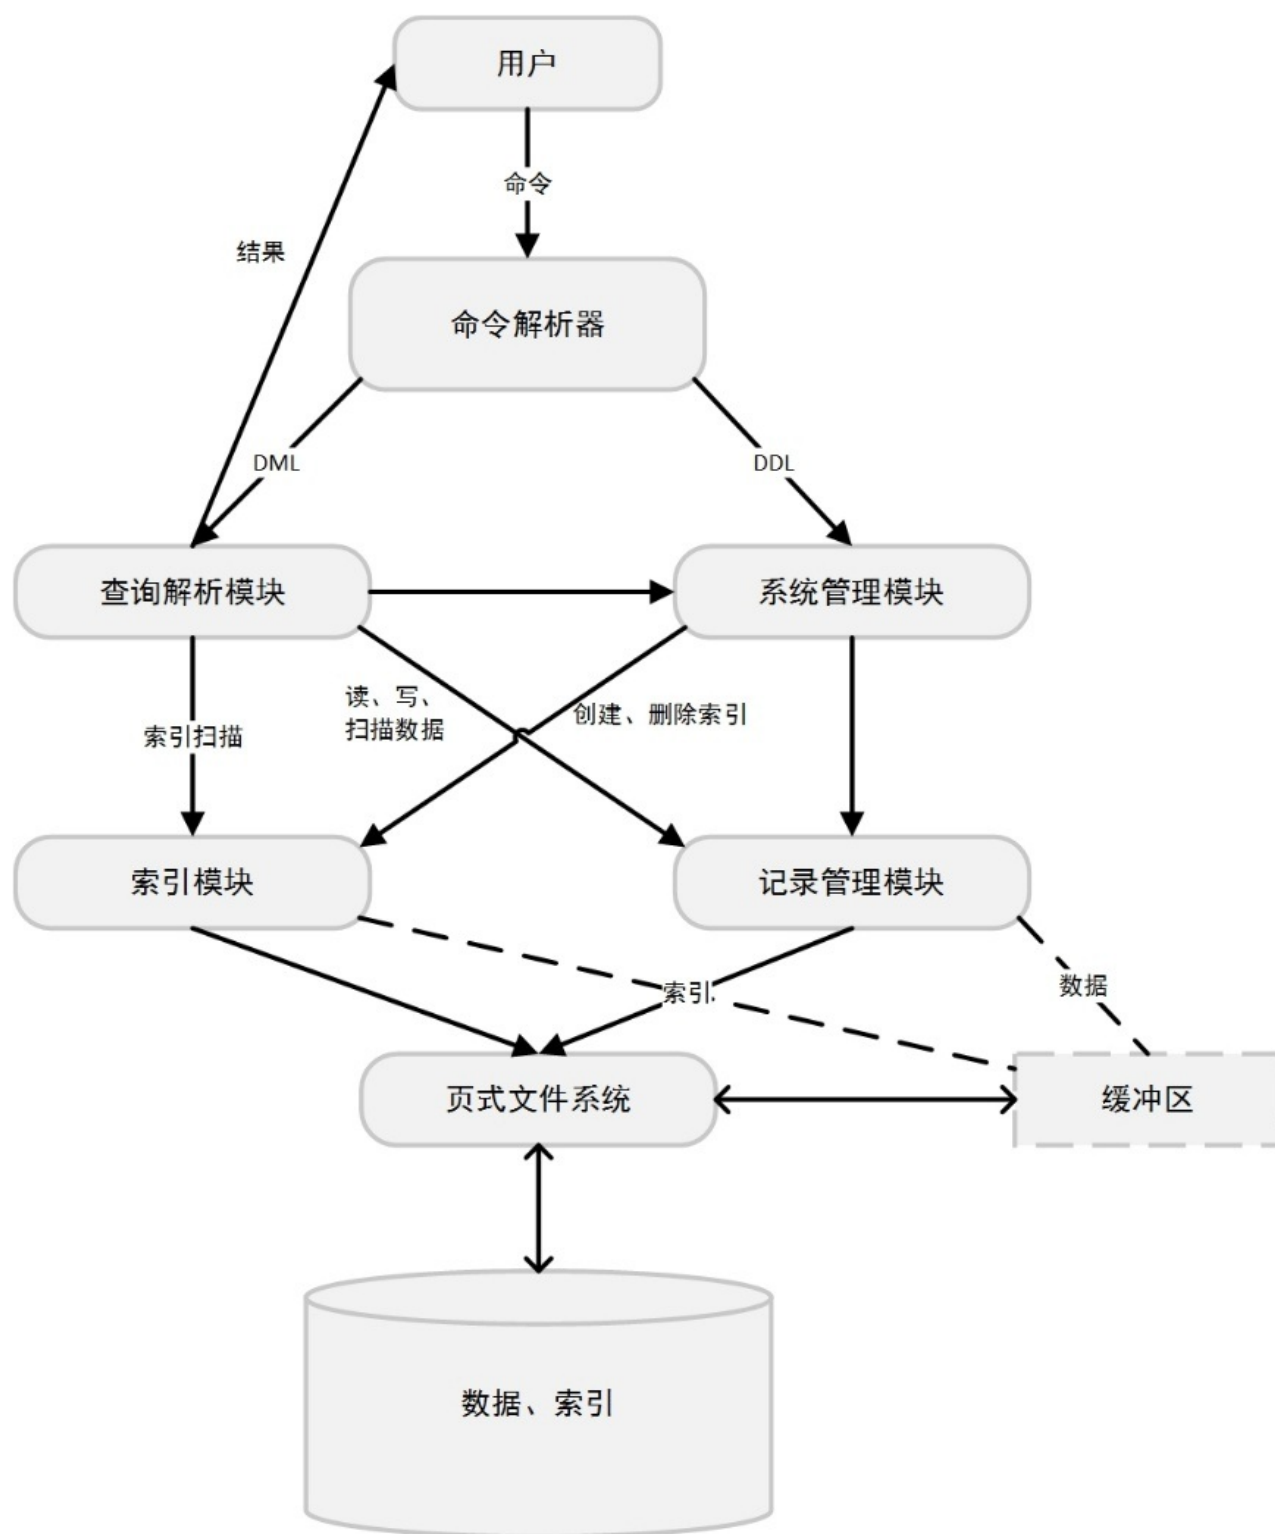 用户
命令
结果
命令解析器
DML
DDL
查询解析模块
系统管理模块
读、写、
扫描数据
创建、删除索引
索引扫描
索引模块
记录管理模块
索引.
数据
页式文件系统
缓冲区
数据、索引